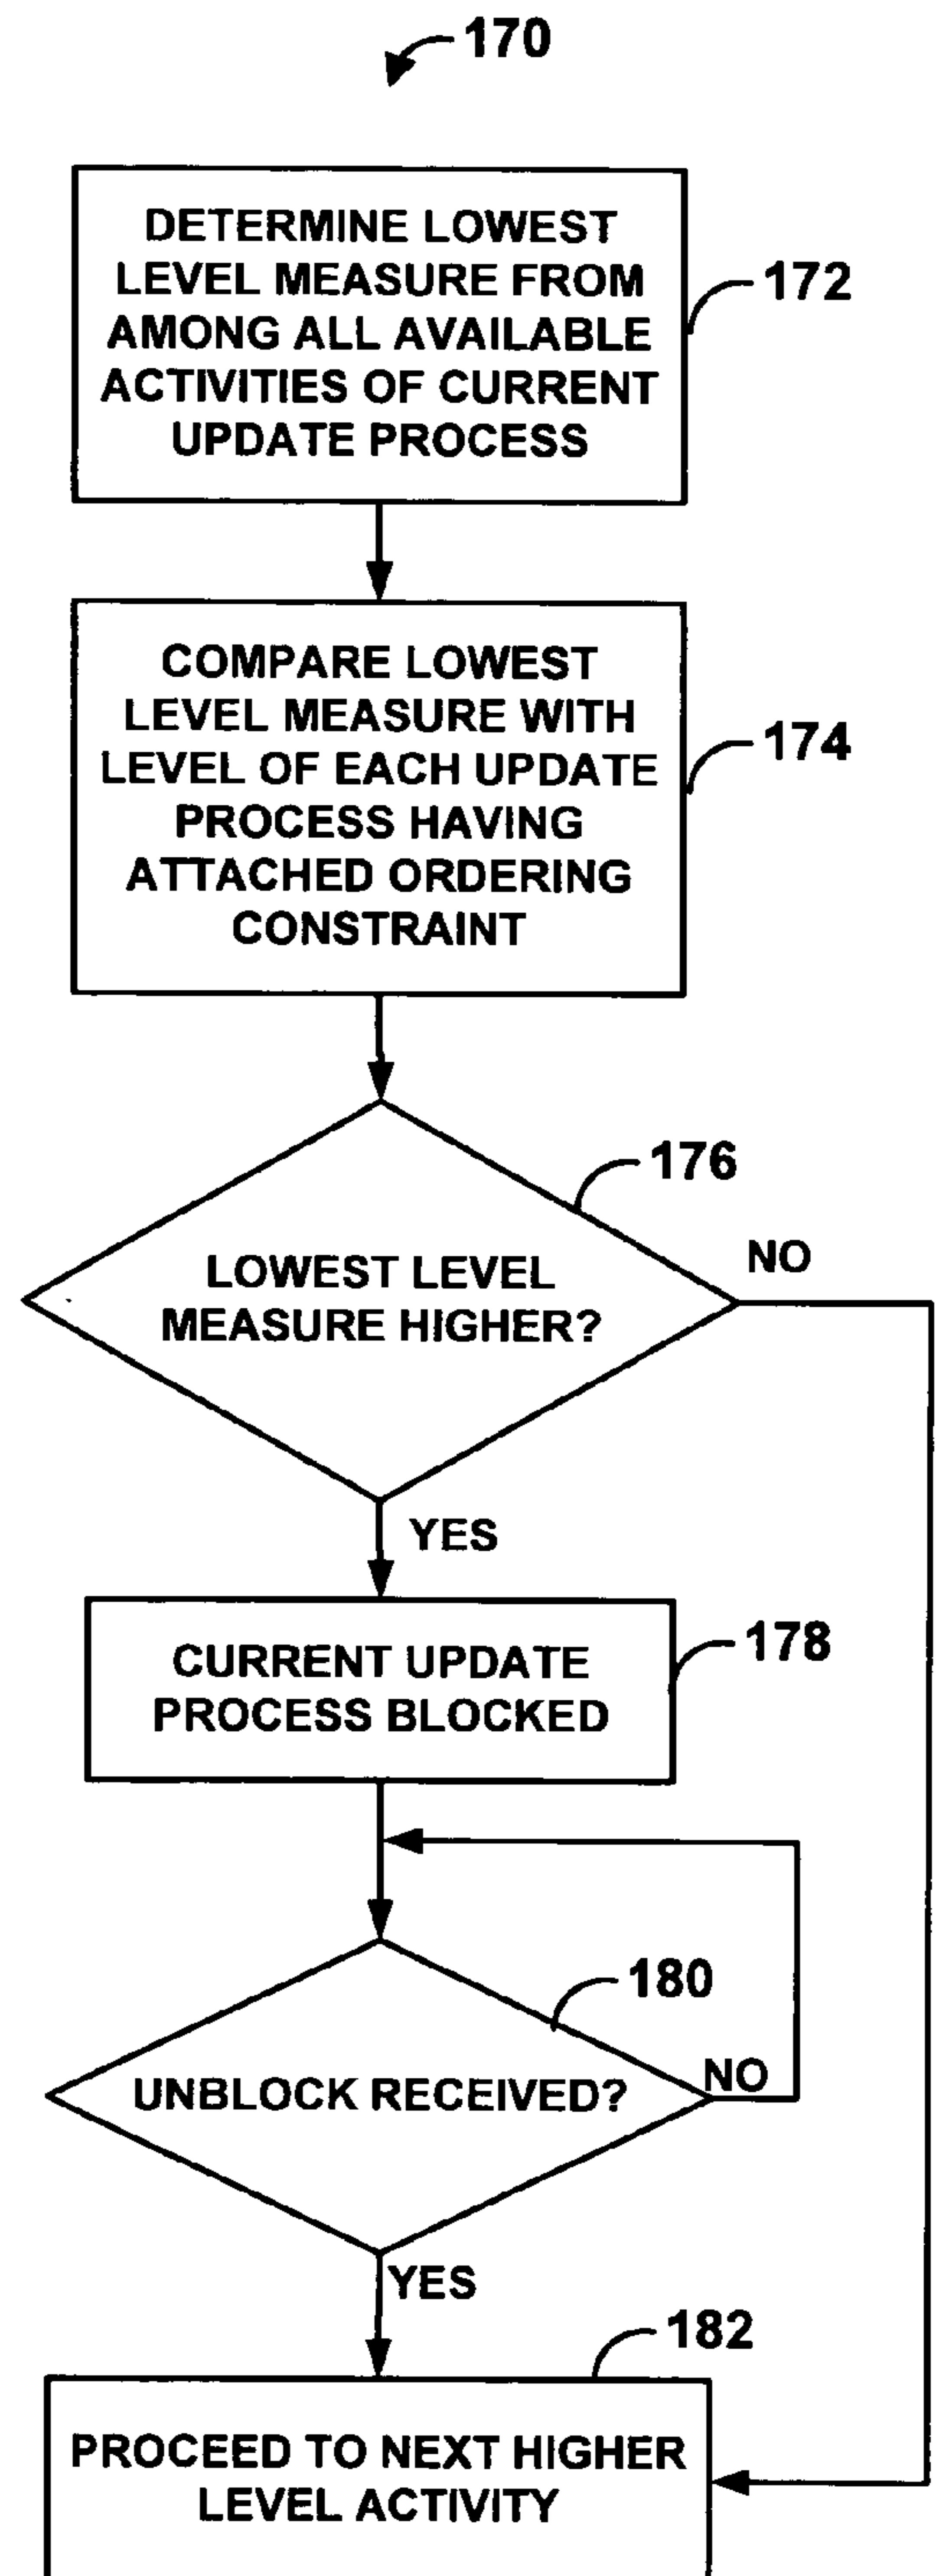 170
DETERMINE LOWEST
LEVEL MEASURE FROM
AMONG ALL AVAILABLE
ACTIVITIES OF CURRENT
UPDATE PROCESS
172
COMPARE LOWEST
LEVEL MEASURE WITH
LEVEL OF EACH UPDATE
PROCESS HAVING
ATTACHED ORDERING
CONSTRAINT
174
176
LOWEST LEVEL
MEASURE HIGHER?
NO
YES
CURRENT UPDATE
PROCESS BLOCKED
178
180
UNBLOCK RECEIVED?
NO
YES
182
PROCEED TO NEXT HIGHER
LEVEL ACTIVITY